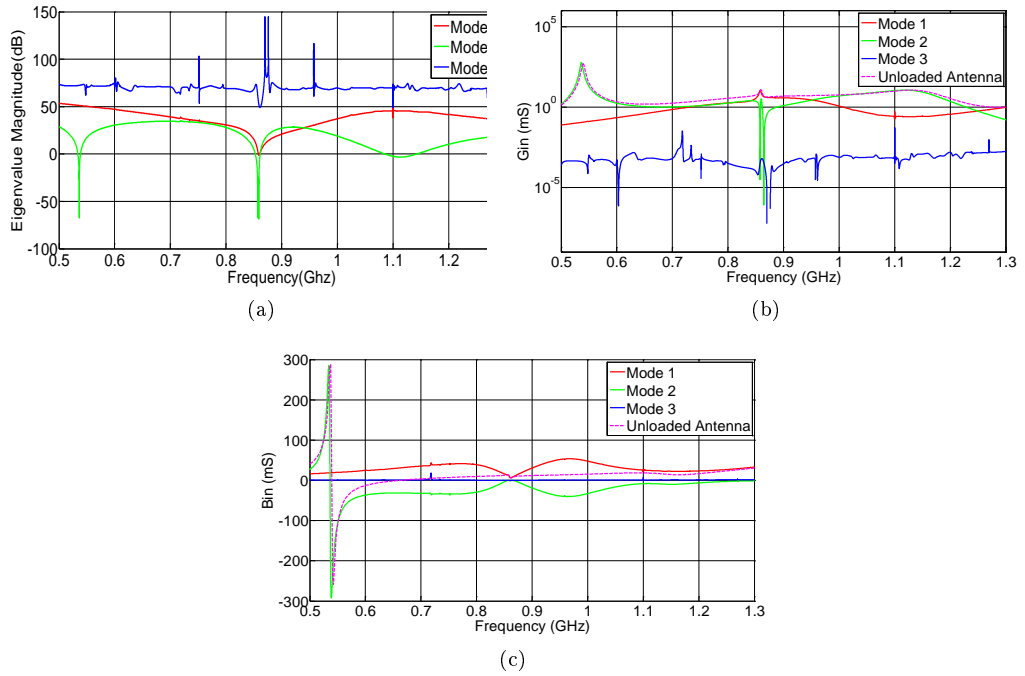 150
100
50
0
-50
-100
Eigenvalue Magnitude(dB)
0.5 0.6 0.7 0.8 0.9 1 1.1 1.2
Frequency(Ghz)
Mode
Mode
Mode
(a)
10^5
10^0
10^-5
Gin (mS)
0.5 0.6 0.7 0.8 0.9 1 1.1 1.2 1.3
Frequency (GHz)
Mode 1
Mode 2
Mode 3
Unloaded Antenna
(b)
300
200
100
0
-100
-200
-300
Bin (mS)
0.5 0.6 0.7 0.8 0.9 1 1.1 1.2 1.3
Frequency (GHz)
Mode 1
Mode 2
Mode 3
Unloaded Antenna
(c)